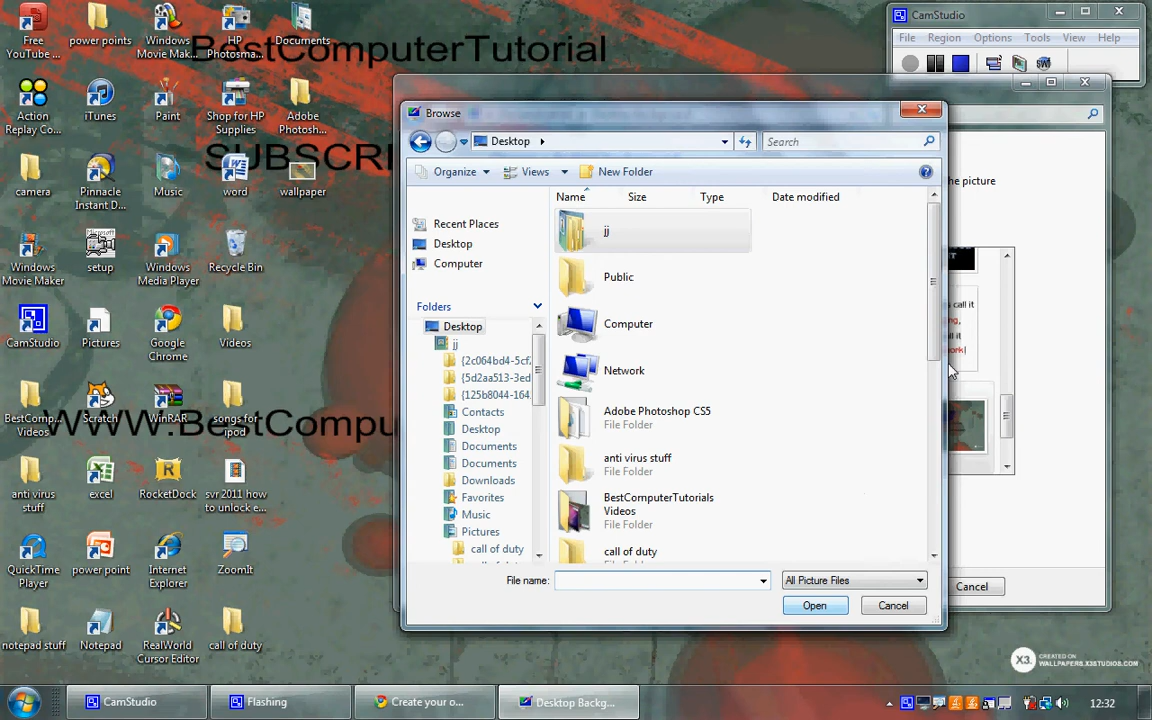 BestComputerTutorial
SUBSCRI
WWW.BestCompu
Free YouTube ...
power points
Windows Movie Mak...
HP Photosma...
Documents
Action Replay Co...
iTunes
Paint
Shop for HP Supplies
Adobe Photosh...
camera
Pinnacle Instant D...
Music
word
wallpaper
Windows Movie Maker
setup
Windows Media Player
Recycle Bin
CamStudio
Pictures
Google Chrome
Videos
BestComp... Videos
Scratch
WinRAR
songs for ipod
anti virus stuff
excel
RocketDock
svr 2011 how to unlock e...
QuickTime Player
power point
Internet Explorer
ZoomIt
notepad stuff
Notepad
RealWorld Cursor Editor
call of duty
CamStudio
File Region Options Tools View Help
Browse
Desktop
Search
Organize Views New Folder
Name Size Type Date modified
Recent Places
Desktop
Computer
Folders
Desktop
jj
{2c064bd4-5cf.
{5d2aa513-3ed
{125b8044-164.
Contacts
Desktop
Documents
Documents
Downloads
Favorites
Music
Pictures
call of duty
jj
Public
Computer
Network
Adobe Photoshop CS5
File Folder
anti virus stuff
File Folder
BestComputerTutorials
Videos
File Folder
call of duty
File name:
All Picture Files
Open
Cancel
he picture
IT
call it
ng,
ll it
work|
Cancel
X3.
CREATED ON
WALLPAPERS.X3STUDIOS.COM
CamStudio
Flashing
Create your o...
Desktop Backg...
12:32